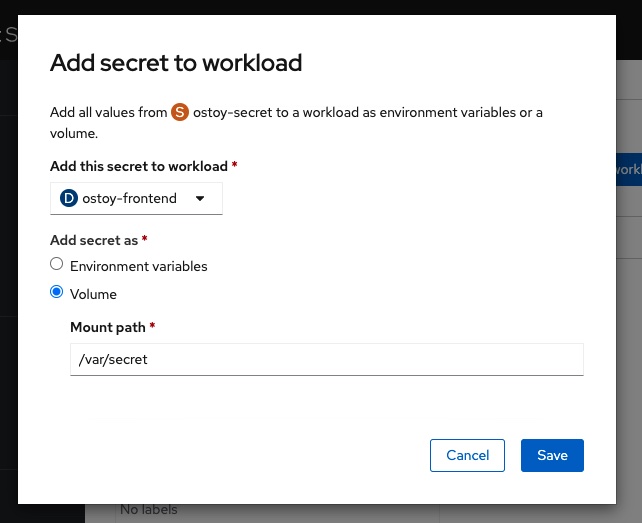 Add secret to workload
Add all values from S ostoy-secret to a workload as environment variables or a
volume.
Add this secret to workload *
D ostoy-frontend
Add secret as *
Environment variables
Volume
Mount path *
/var/secret
Cancel Save
No labels